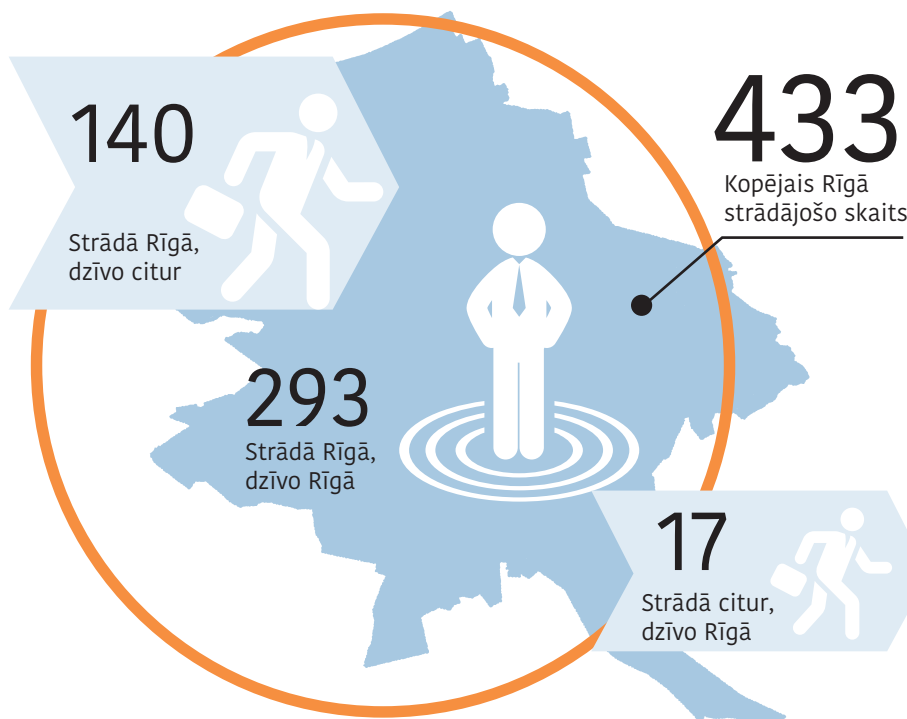 140
Strādā Rīgā,
dzīvo citur
433
Kopējais Rīgā
strādājošo skaits
293
Strādā Rīgā,
dzīvo Rīgā
17
Strādā citur,
dzīvo Rīgā